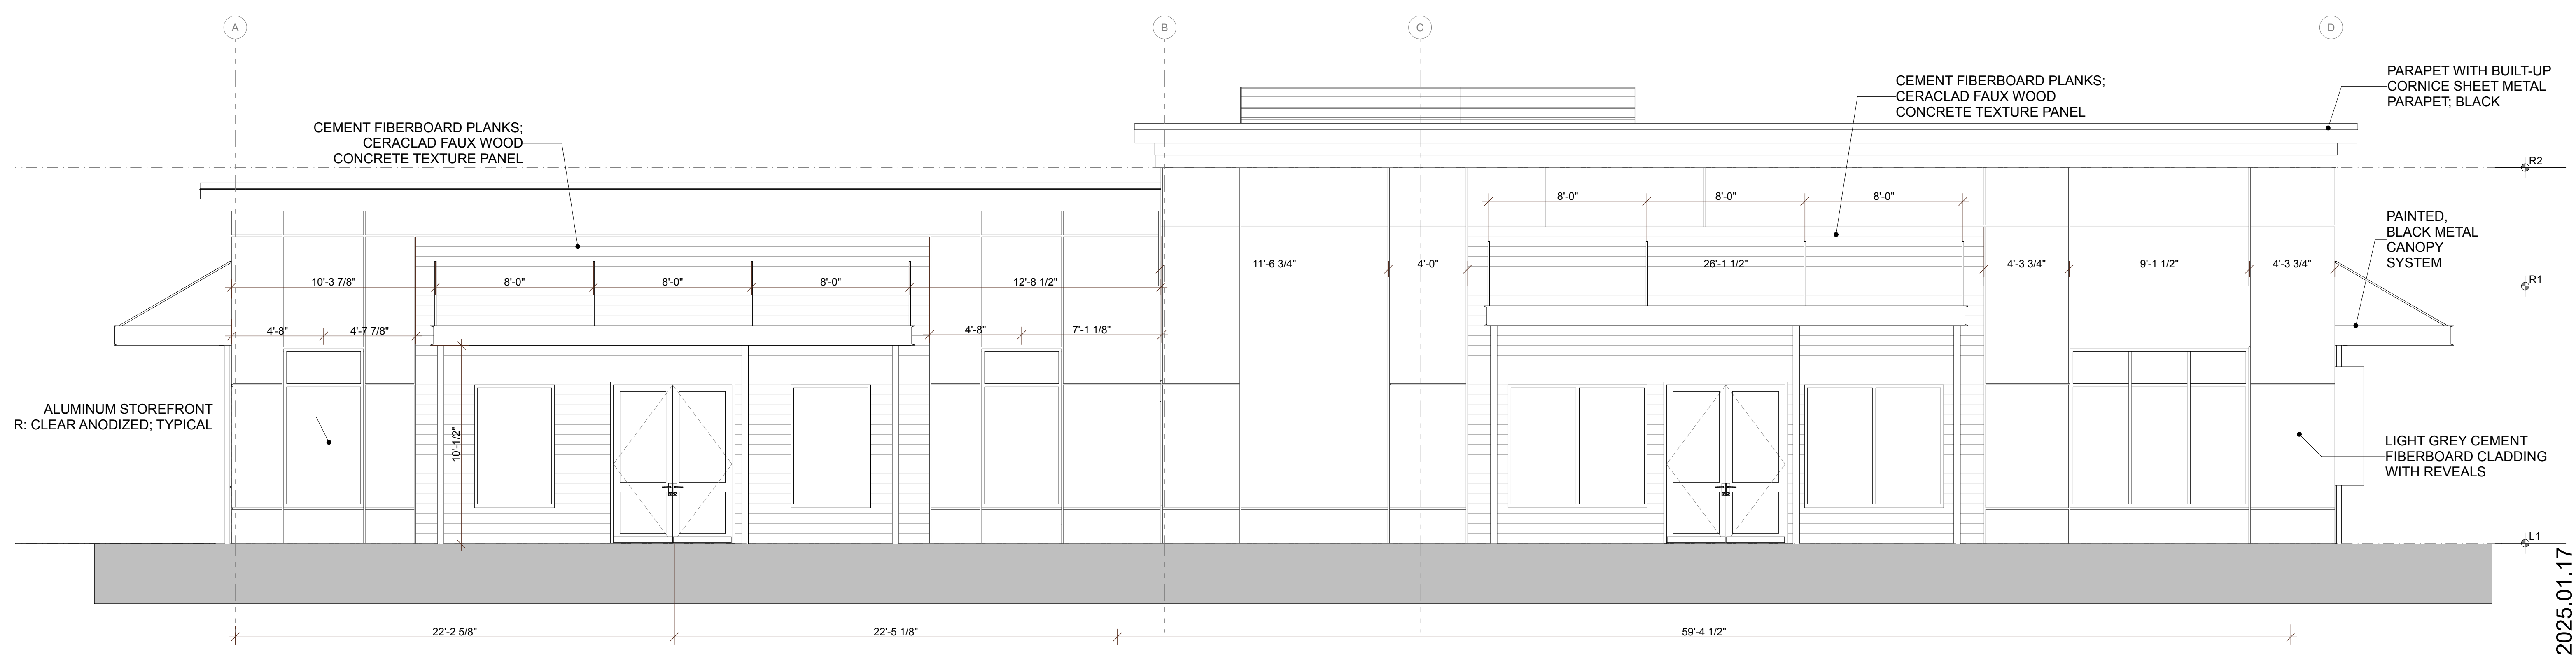 A
B
C
D
PARAPET WITH BUILT-UP
CORNICE SHEET METAL
PARAPET; BLACK
CEMENT FIBERBOARD PLANKS;
CERACLAD FAUX WOOD
CONCRETE TEXTURE PANEL
CEMENT FIBERBOARD PLANKS;
CERACLAD FAUX WOOD
CONCRETE TEXTURE PANEL
R2
8'-0"
8'-0"
8'-0"
PAINTED,
BLACK METAL
CANOPY
SYSTEM
11'-6 3/4"
4'-0"
26'-1 1/2"
4'-3 3/4"
9'-1 1/2"
4'-3 3/4"
R1
10'-3 7/8"
8'-0"
8'-0"
8'-0"
12'-8 1/2"
4'-8"
4'-7 7/8"
4'-8"
7'-1 1/8"
ALUMINUM STOREFRONT
R: CLEAR ANODIZED; TYPICAL
10'-1/2"
LIGHT GREY CEMENT
FIBERBOARD CLADDING
WITH REVEALS
L1
22'-2 5/8"
22'-5 1/8"
59'-4 1/2"
2025.01.17